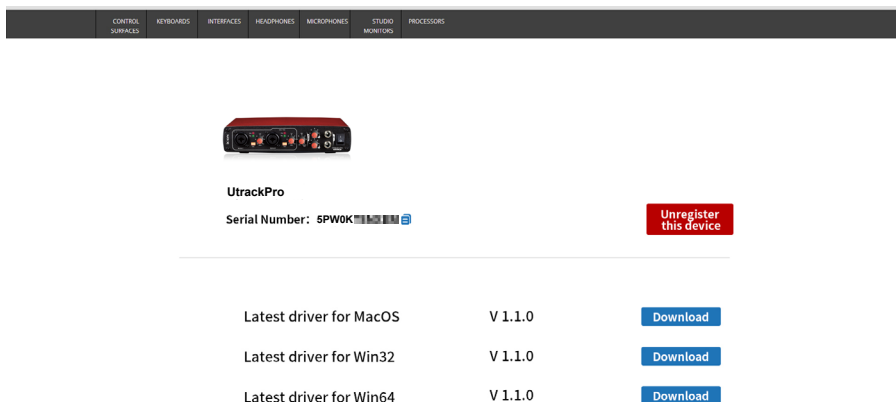 CONTROL SURFACES
KEYBOARDS
INTERFACES
HEADPHONES
MICROPHONES
STUDIO MONITORS
PROCESSORS
UtrackPro
Serial Number: 5PW0K
Unregister this device
Latest driver for MacOS V 1.1.0 Download
Latest driver for Win32 V 1.1.0 Download
Latest driver for Win64 V 1.1.0 Download